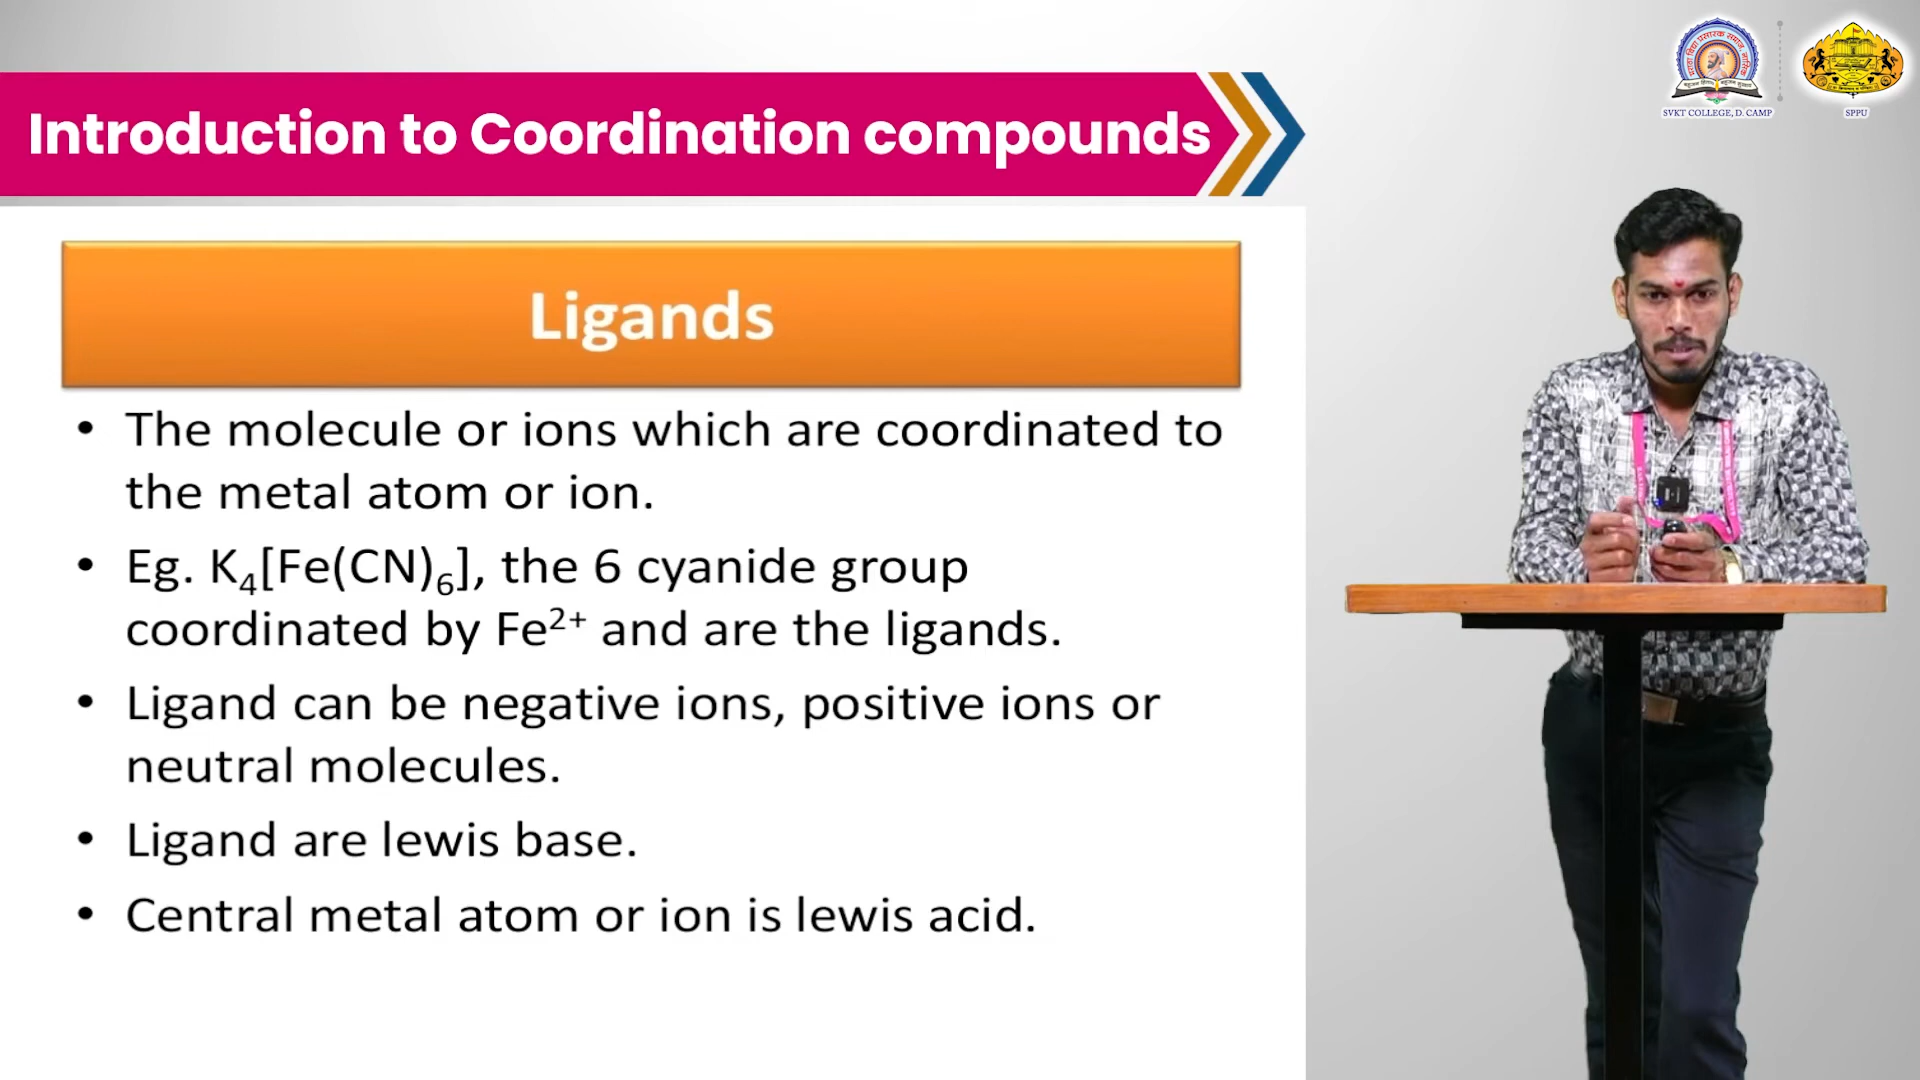 Introduction to Coordination compounds
SVKT COLLEGE, D. CAMP
SPPU
Ligands
• The molecule or ions which are coordinated to
the metal atom or ion.
• Eg. K₄[Fe(CN)₆], the 6 cyanide group
coordinated by Fe²⁺ and are the ligands.
• Ligand can be negative ions, positive ions or
neutral molecules.
• Ligand are lewis base.
• Central metal atom or ion is lewis acid.